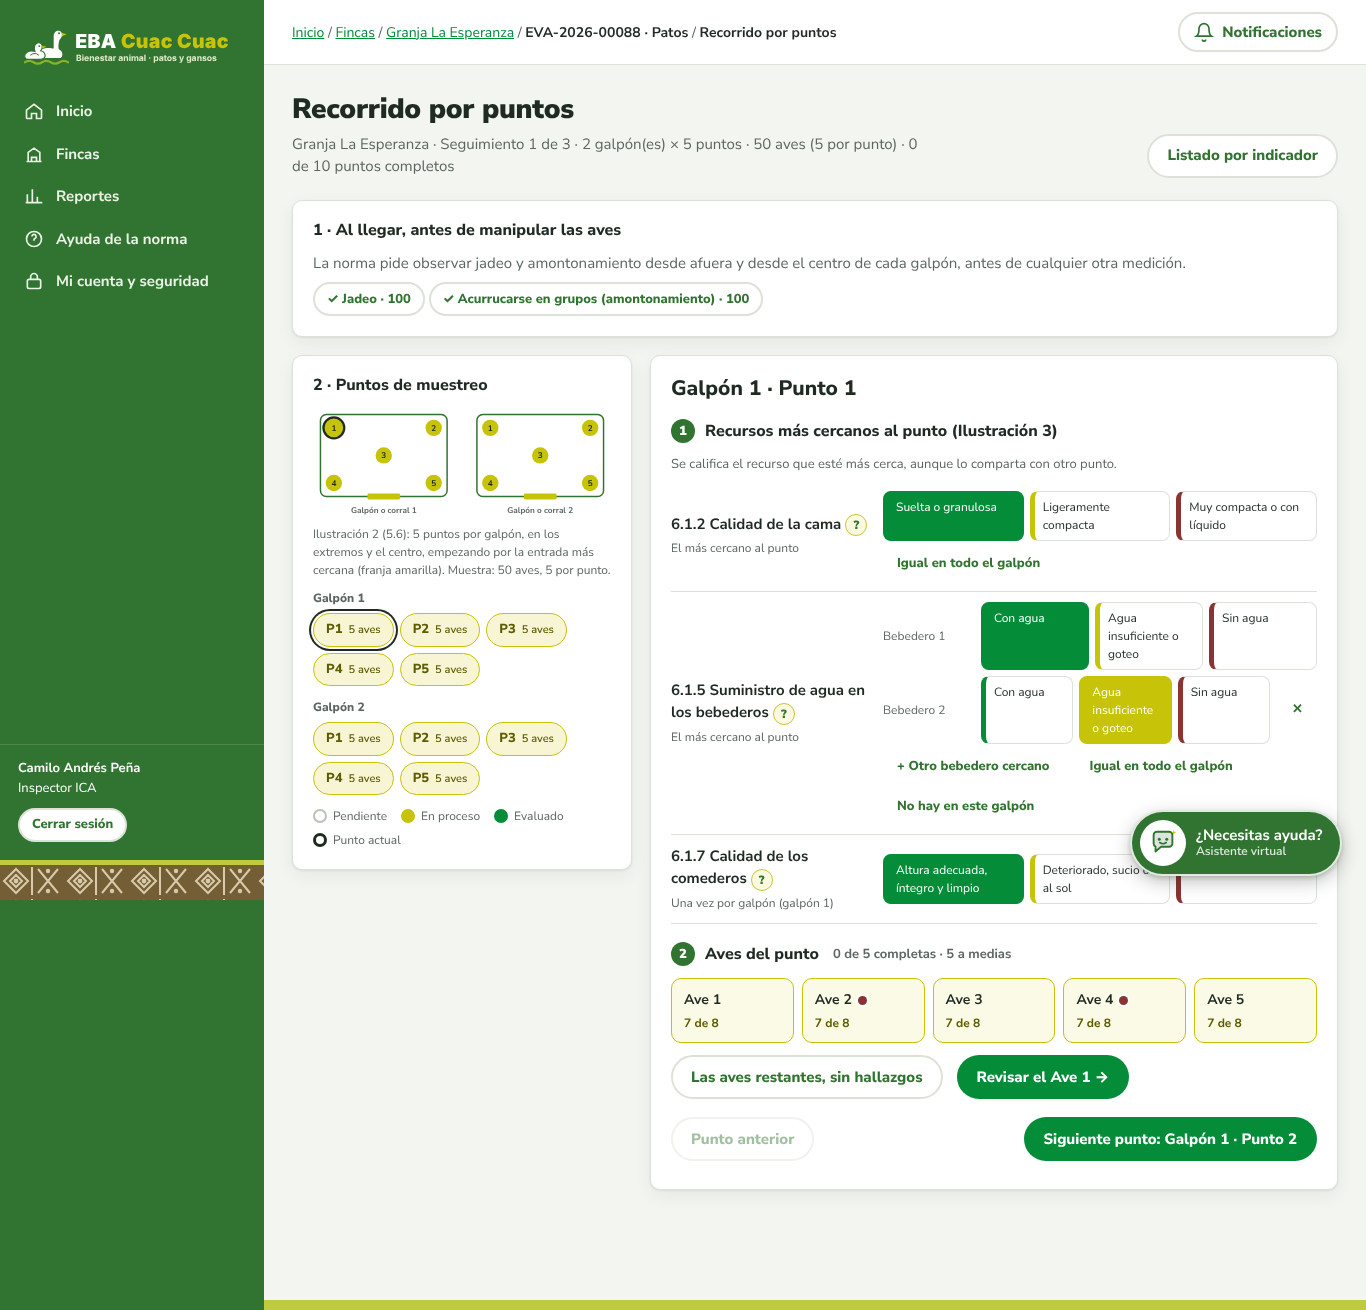 EBA Cuac Cuac
Bienestar animal · patos y gansos
Inicio
Fincas
Reportes
Ayuda de la norma
Mi cuenta y seguridad
Camilo Andrés Peña
Inspector ICA
Cerrar sesión
Inicio / Fincas / Granja La Esperanza / EVA-2026-00088 · Patos / Recorrido por puntos
Notificaciones
Recorrido por puntos
Granja La Esperanza · Seguimiento 1 de 3 · 2 galpón(es) × 5 puntos · 50 aves (5 por punto) · 0
de 10 puntos completos
Listado por indicador
1 · Al llegar, antes de manipular las aves
La norma pide observar jadeo y amontonamiento desde afuera y desde el centro de cada galpón, antes de cualquier otra medición.
✓ Jadeo · 100
✓ Acurrucarse en grupos (amontonamiento) · 100
2 · Puntos de muestreo
1 2 3 4 5
Galpón o corral 1
1 2 3 4 5
Galpón o corral 2
Ilustración 2 (5.6): 5 puntos por galpón, en los
extremos y el centro, empezando por la entrada más
cercana (franja amarilla). Muestra: 50 aves, 5 por punto.
Galpón 1
P1 5 aves P2 5 aves P3 5 aves
P4 5 aves P5 5 aves
Galpón 2
P1 5 aves P2 5 aves P3 5 aves
P4 5 aves P5 5 aves
Pendiente En proceso Evaluado
Punto actual
Galpón 1 · Punto 1
1 Recursos más cercanos al punto (Ilustración 3)
Se califica el recurso que esté más cerca, aunque lo comparta con otro punto.
6.1.2 Calidad de la cama ?
El más cercano al punto
Suelta o granulosa
Ligeramente
compacta
Muy compacta o con
líquido
Igual en todo el galpón
6.1.5 Suministro de agua en
los bebederos ?
El más cercano al punto
Bebedero 1
Con agua
Agua
insuficiente o
goteo
Sin agua
Bebedero 2
Con agua
Agua
insuficiente
o goteo
Sin agua
×
+ Otro bebedero cercano
Igual en todo el galpón
No hay en este galpón
6.1.7 Calidad de los
comederos ?
Una vez por galpón (galpón 1)
Altura adecuada,
íntegro y limpio
Deteriorado, sucio
al sol
¿Necesitas ayuda?
Asistente virtual
2 Aves del punto 0 de 5 completas · 5 a medias
Ave 1
7 de 8
Ave 2
7 de 8
Ave 3
7 de 8
Ave 4
7 de 8
Ave 5
7 de 8
Las aves restantes, sin hallazgos
Revisar el Ave 1 →
Punto anterior
Siguiente punto: Galpón 1 · Punto 2